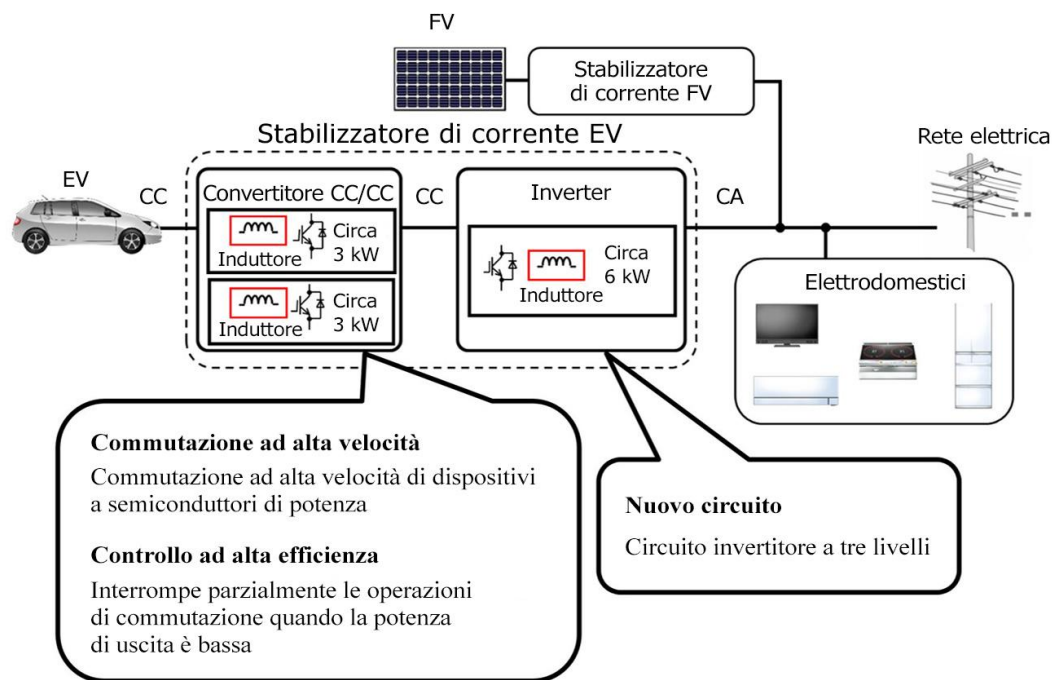 FV
Stabilizzatore
di corrente FV
Stabilizzatore di corrente EV
Rete elettrica
EV
CC
Convertitore CC/CC
CC
Inverter
CA
Induttore
Circa
3 kW
Induttore
Circa
3 kW
Induttore
Circa
6 kW
Elettrodomestici
Commutazione ad alta velocità
Commutazione ad alta velocità di dispositivi
a semiconduttori di potenza
Controllo ad alta efficienza
Interrompe parzialmente le operazioni
di commutazione quando la potenza
di uscita è bassa
Nuovo circuito
Circuito invertitore a tre livelli